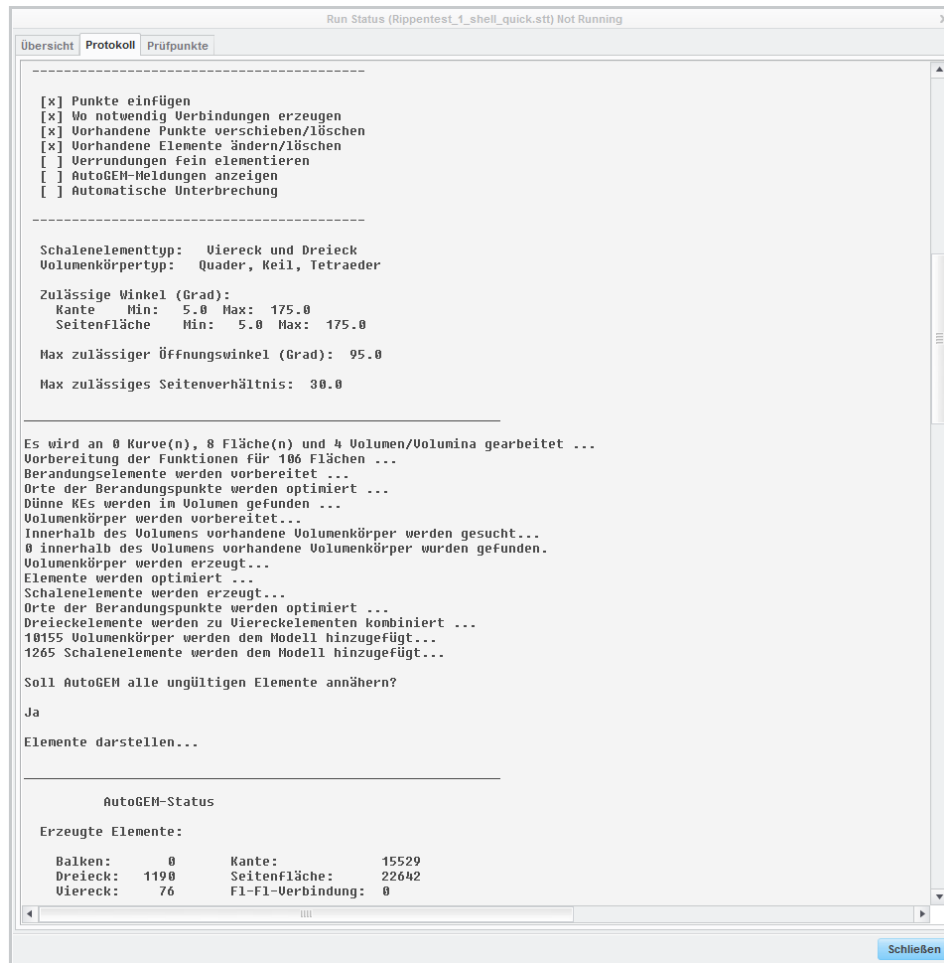 Run Status (Rippentest_1_shell_quick.stt) Not Running
Übersicht Protokoll Prüfpunkte
------------------------------------------
[x] Punkte einfügen
[x] Wo notwendig Verbindungen erzeugen
[x] Vorhandene Punkte verschieben/löschen
[x] Vorhandene Elemente ändern/löschen
[ ] Verrundungen fein elementieren
[ ] AutoGEM-Meldungen anzeigen
[ ] Automatische Unterbrechung
------------------------------------------
Schalenelementtyp: Viereck und Dreieck
Volumenkörpertyp: Quader, Keil, Tetraeder
Zulässige Winkel (Grad):
Kante Min: 5.0 Max: 175.0
Seitenfläche Min: 5.0 Max: 175.0
Max zulässiger Öffnungswinkel (Grad): 95.0
Max zulässiges Seitenverhältnis: 30.0
Es wird an 0 Kurve(n), 8 Fläche(n) und 4 Volumen/Volumina gearbeitet ...
Vorbereitung der Funktionen für 106 Flächen ...
Berandungselemente werden vorbereitet ...
Orte der Berandungspunkte werden optimiert ...
Dünne KEs werden im Volumen gefunden ...
Volumenkörper werden vorbereitet...
Innerhalb des Volumens vorhandene Volumenkörper werden gesucht...
0 innerhalb des Volumens vorhandene Volumenkörper wurden gefunden.
Volumenkörper werden erzeugt...
Elemente werden optimiert ...
Schalenelemente werden erzeugt...
Orte der Berandungspunkte werden optimiert ...
Dreieckelemente werden zu Viereckelementen kombiniert ...
10155 Volumenkörper werden dem Modell hinzugefügt...
1265 Schalenelemente werden dem Modell hinzugefügt...
Soll AutoGEM alle ungültigen Elemente annähern?
Ja
Elemente darstellen...
AutoGEM-Status
Erzeugte Elemente:
Balken: 0 Kante: 15529
Dreieck: 1190 Seitenfläche: 22642
Viereck: 76 Fl-Fl-Verbindung: 0
Schließen